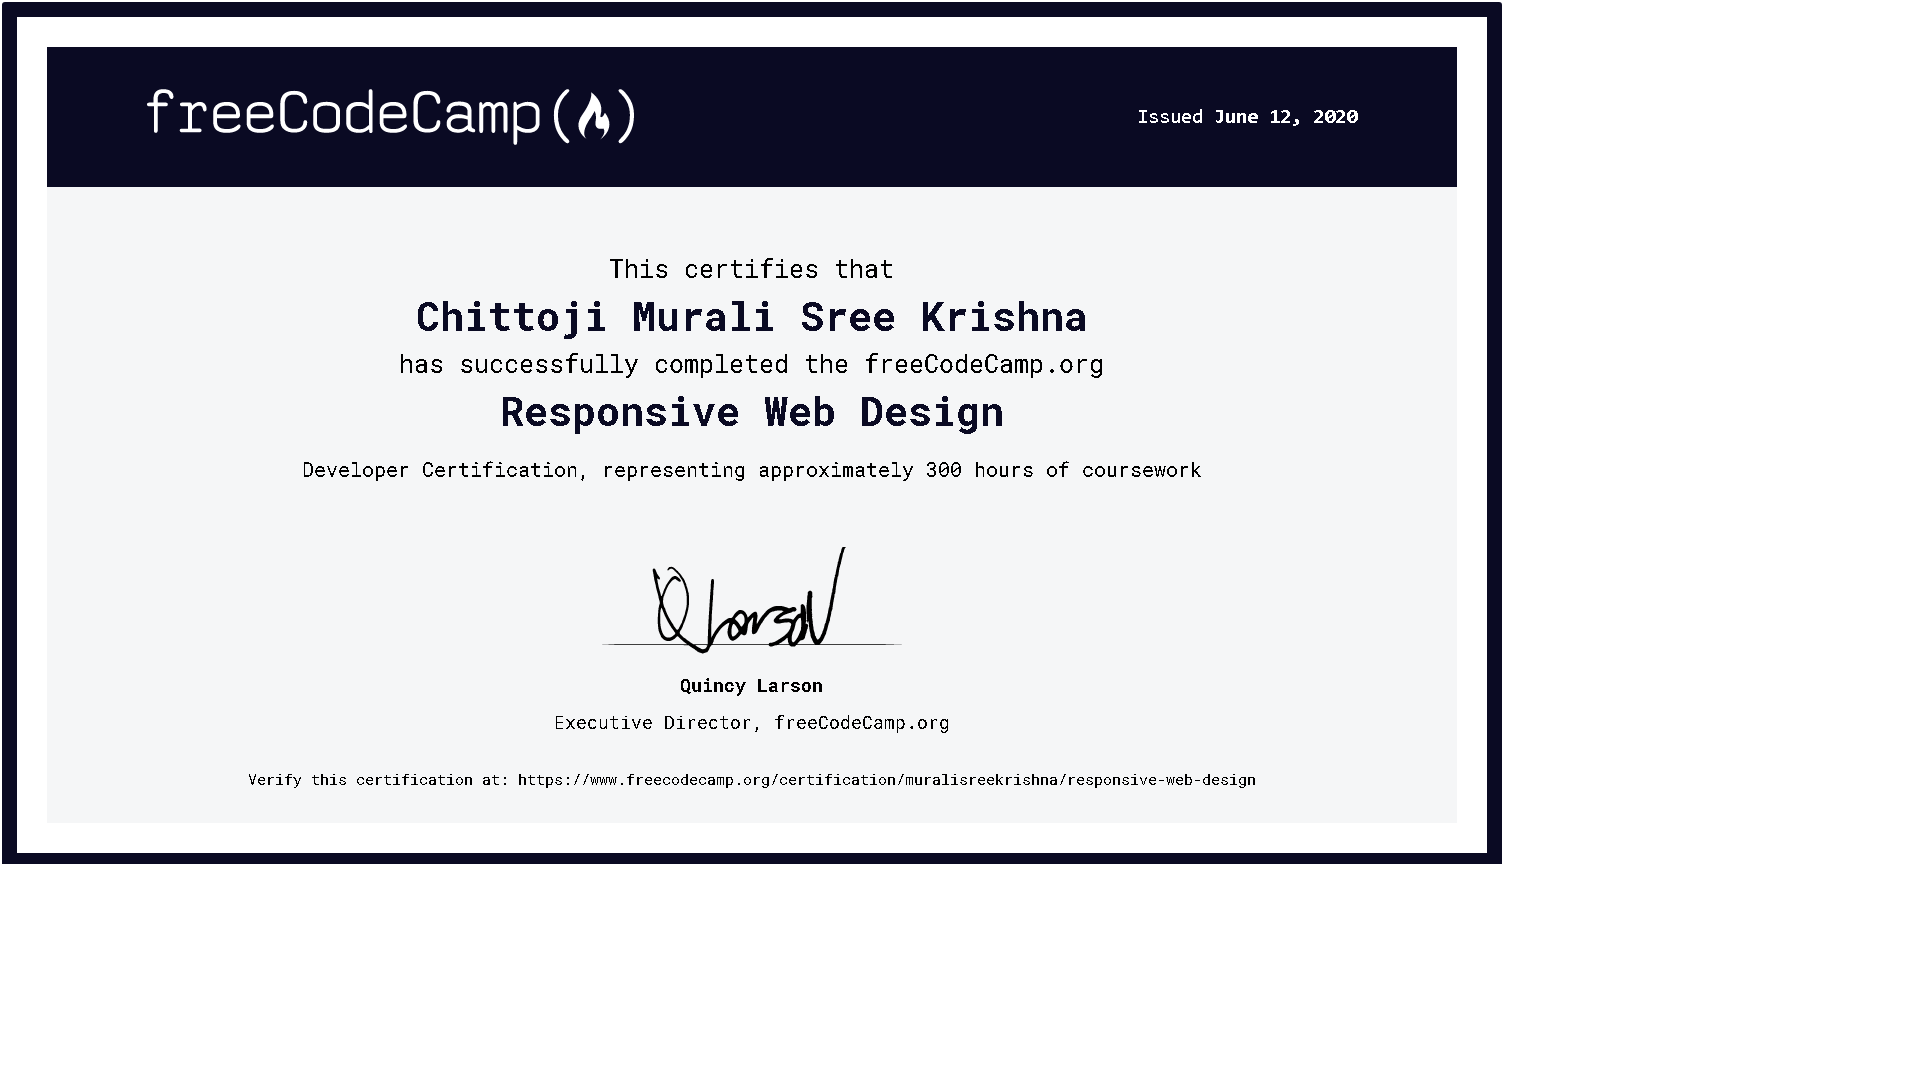 freeCodeCamp(🔥)
Issued June 12, 2020
This certifies that
Chittoji Murali Sree Krishna
has successfully completed the freeCodeCamp.org
Responsive Web Design
Developer Certification, representing approximately 300 hours of coursework
Q Larson
Quincy Larson
Executive Director, freeCodeCamp.org
Verify this certification at: https://www.freecodecamp.org/certification/muralisreekrishna/responsive-web-design